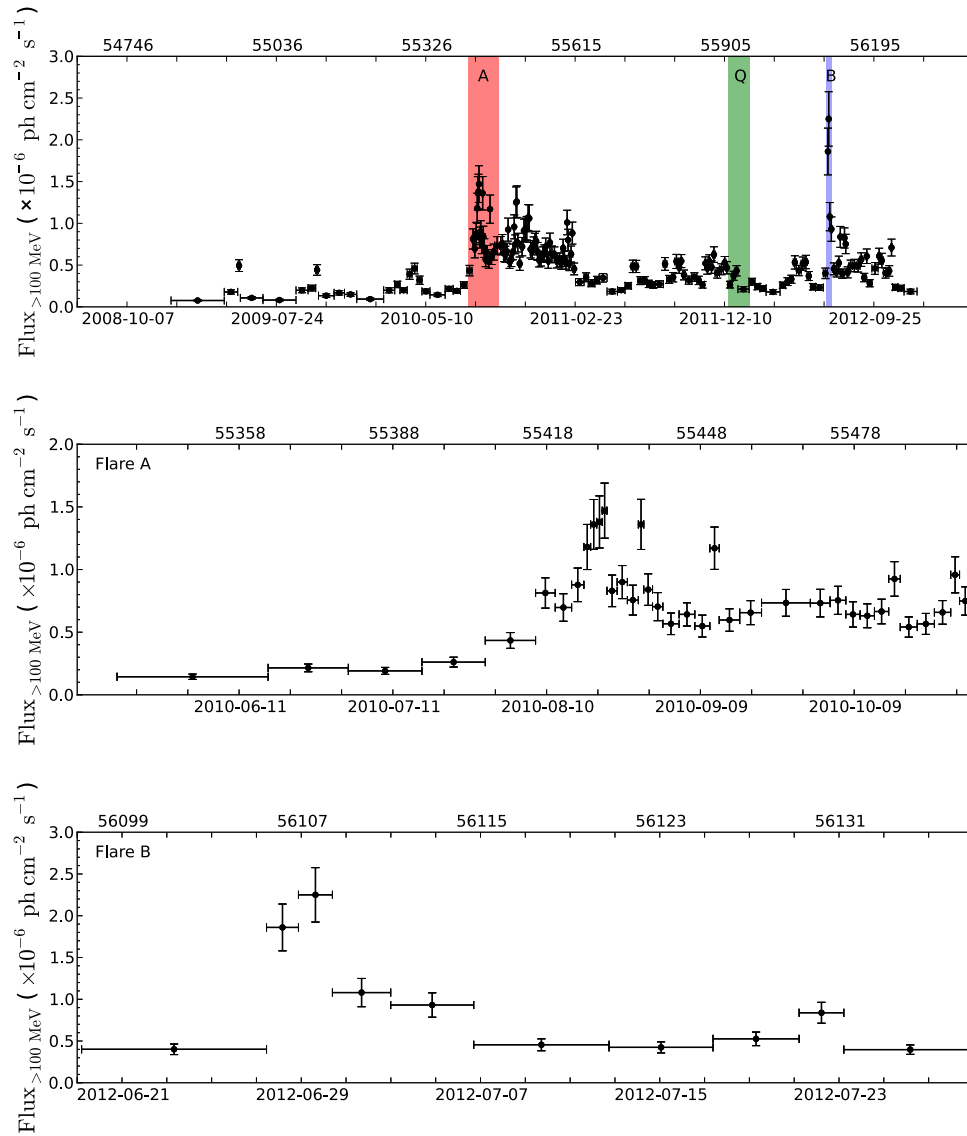 54746 55036 55326 55615 55905 56195
Flux>100 MeV ( ×10−6 ph cm−2 s−1)
3.0
2.5
2.0
1.5
1.0
0.5
0.0
A Q B
2008-10-07 2009-07-24 2010-05-10 2011-02-23 2011-12-10 2012-09-25
55358 55388 55418 55448 55478
Flux>100 MeV ( ×10−6 ph cm−2 s−1)
2.0
1.5
1.0
0.5
0.0
Flare A
2010-06-11 2010-07-11 2010-08-10 2010-09-09 2010-10-09
56099 56107 56115 56123 56131
Flux>100 MeV ( ×10−6 ph cm−2 s−1)
3.0
2.5
2.0
1.5
1.0
0.5
0.0
Flare B
2012-06-21 2012-06-29 2012-07-07 2012-07-15 2012-07-23